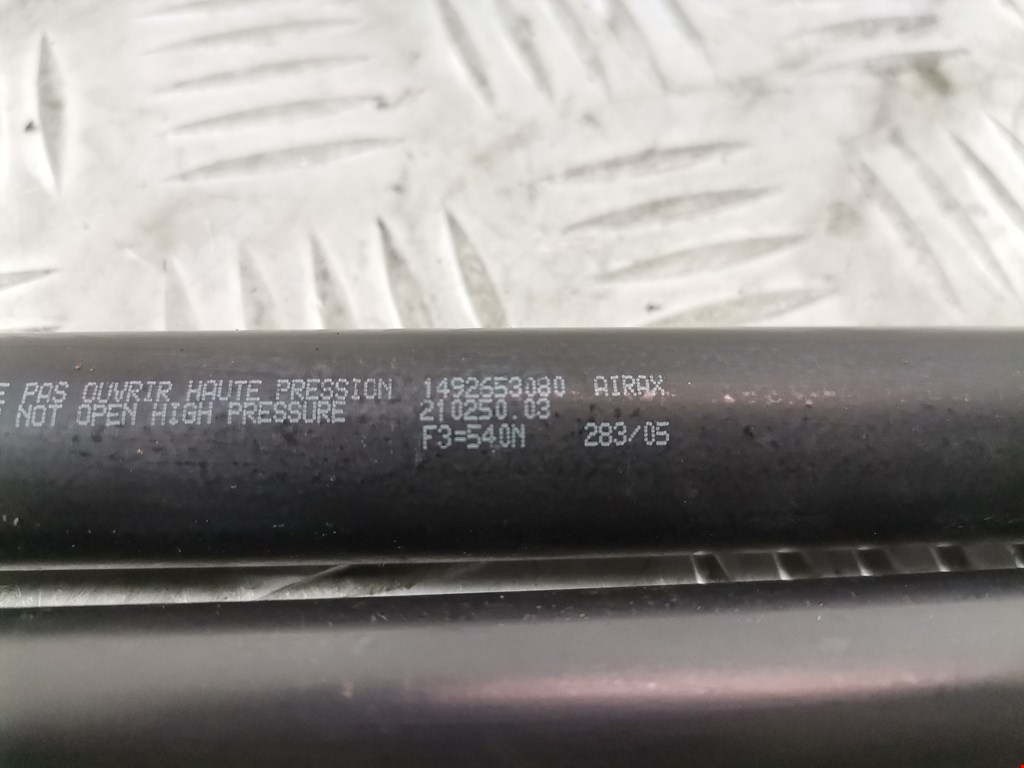 E PAS OUVRIR HAUTE PRESSION 1492653080 AIRAX
NOT OPEN HIGH PRESSURE 210250.03
F3=540N 283/05